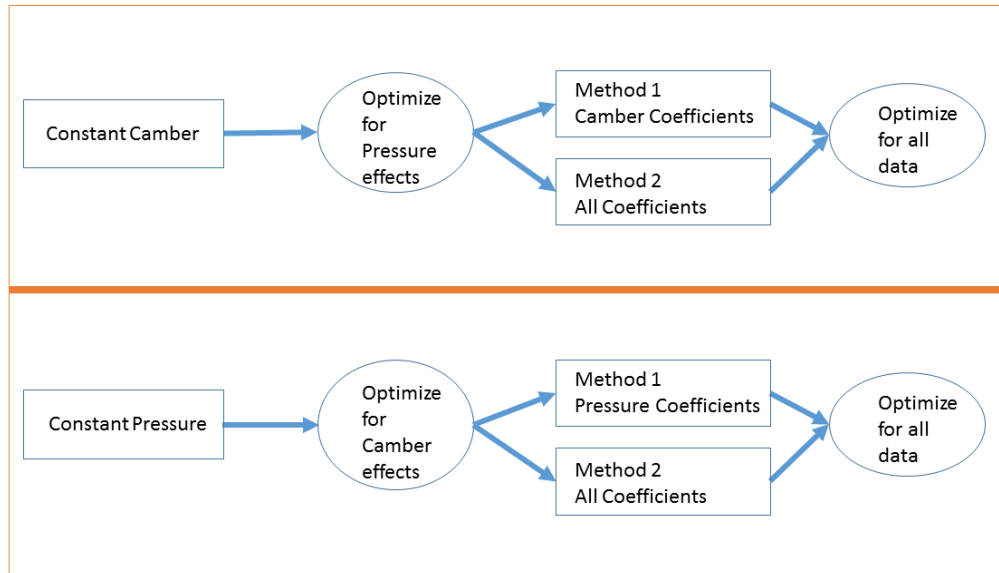 Constant Camber
Optimize
for
Pressure
effects
Method 1
Camber Coefficients
Method 2
All Coefficients
Optimize
for all
data
Constant Pressure
Optimize
for
Camber
effects
Method 1
Pressure Coefficients
Method 2
All Coefficients
Optimize
for all
data